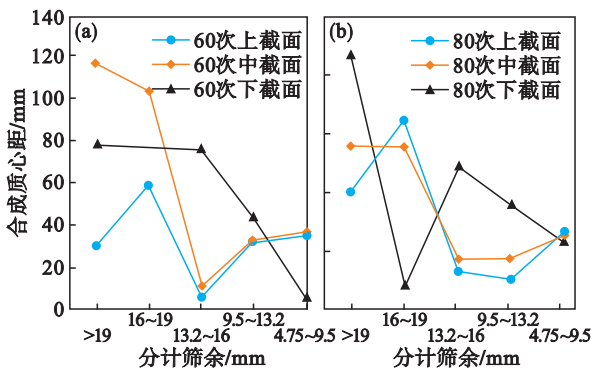 140
120
100
80
60
40
20
0
合成质心距/mm
(a)
60次上截面
60次中截面
60次下截面
>19
16~19
13.2~16
9.5~13.2
4.75~9.5
分计筛余/mm
(b)
80次上截面
80次中截面
80次下截面
>19
16~19
13.2~16
9.5~13.2
4.75~9.5
分计筛余/mm